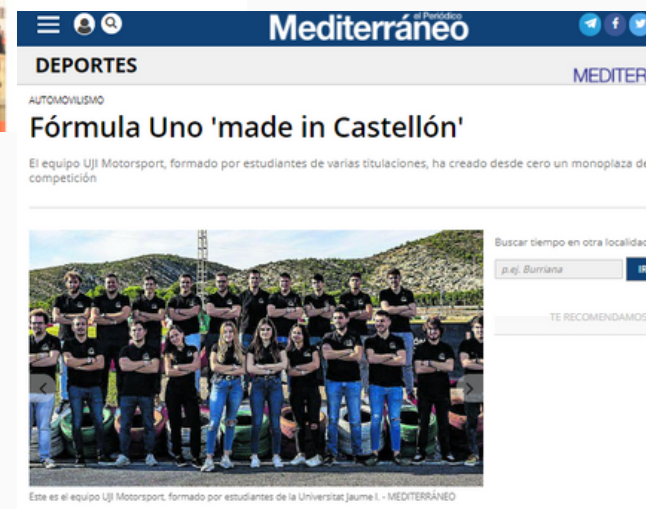 el Periódico
Mediterráneo
DEPORTES
MEDITER
AUTOMOVILISMO
Fórmula Uno 'made in Castellón'
El equipo UJI Motorsport, formado por estudiantes de varias titulaciones, ha creado desde cero un monoplaza de
competición
Buscar tiempo en otra localidad
p.ej. Burriana
IR
TE RECOMENDAMOS
Este es el equipo UJI Motorsport, formado por estudiantes de la Universitat Jaume I. - MEDITERRÁNEO